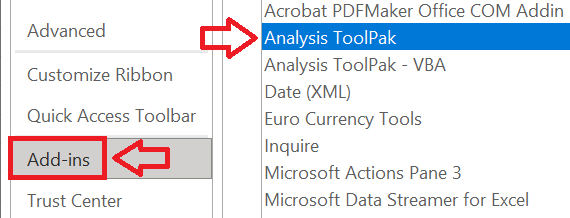 Advanced
Customize Ribbon
Quick Access Toolbar
Add-ins
Trust Center
Acrobat PDFMaker Office COM Addin
Analysis ToolPak
Analysis ToolPak - VBA
Date (XML)
Euro Currency Tools
Inquire
Microsoft Actions Pane 3
Microsoft Data Streamer for Excel